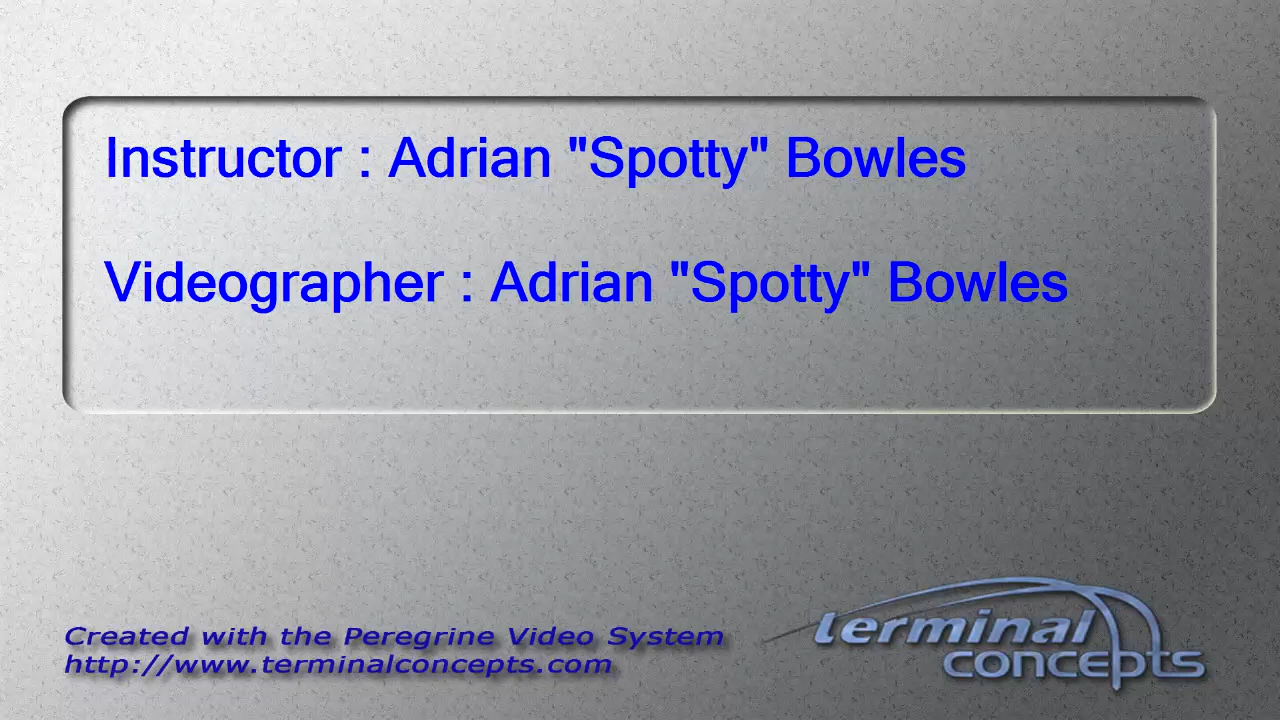 Instructor : Adrian "Spotty" Bowles
Videographer : Adrian "Spotty" Bowles
Created with the Peregrine Video System
http://www.terminalconcepts.com
terminal
concepts